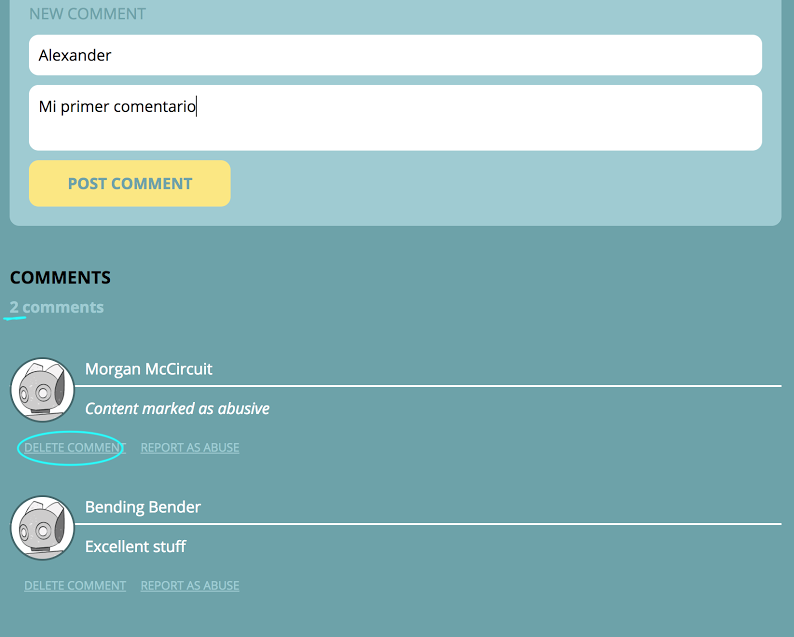 NEW COMMENT
Alexander
Mi primer comentario
POST COMMENT
COMMENTS
2 comments
Morgan McCircuit
Content marked as abusive
DELETE COMMENT REPORT AS ABUSE
Bending Bender
Excellent stuff
DELETE COMMENT REPORT AS ABUSE